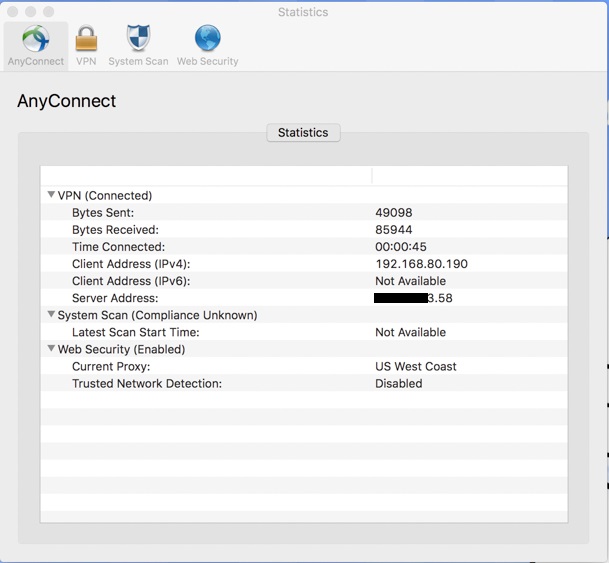 Statistics
AnyConnect VPN System Scan Web Security
AnyConnect
Statistics
VPN (Connected)
Bytes Sent: 49098
Bytes Received: 85944
Time Connected: 00:00:45
Client Address (IPv4): 192.168.80.190
Client Address (IPv6): Not Available
Server Address: 3.58
System Scan (Compliance Unknown)
Latest Scan Start Time: Not Available
Web Security (Enabled)
Current Proxy: US West Coast
Trusted Network Detection: Disabled